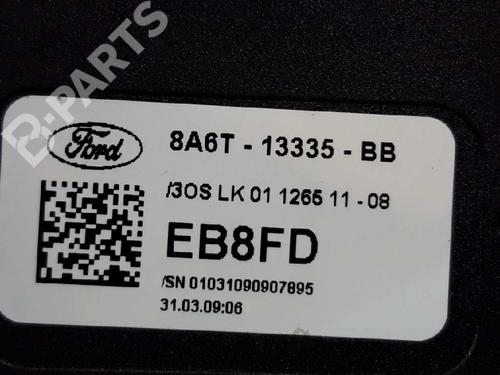 B-PARTS
Ford
8A6T - 13335 - BB
/3OS LK 01 1265 11 - 08
EB8FD
/SN 01031090907895
31.03.09:06